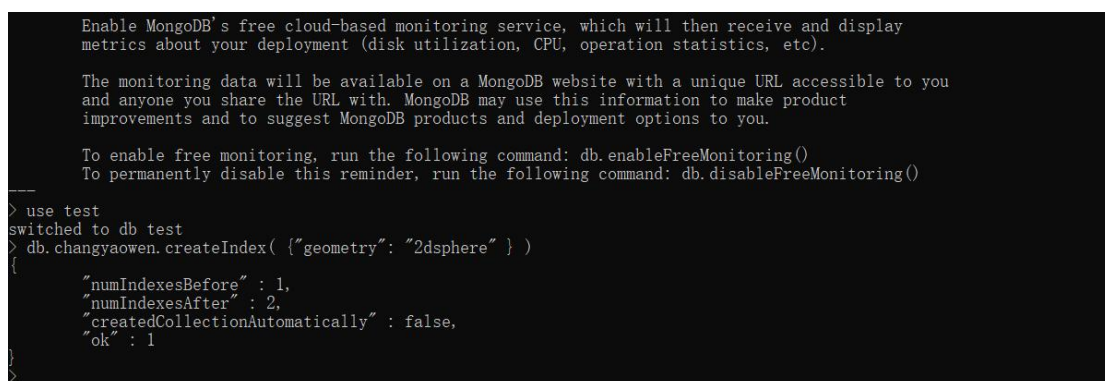 Enable MongoDB's free cloud-based monitoring service, which will then receive and display
metrics about your deployment (disk utilization, CPU, operation statistics, etc).
The monitoring data will be available on a MongoDB website with a unique URL accessible to you
and anyone you share the URL with. MongoDB may use this information to make product
improvements and to suggest MongoDB products and deployment options to you.
To enable free monitoring, run the following command: db.enableFreeMonitoring()
To permanently disable this reminder, run the following command: db.disableFreeMonitoring()
---
> use test
switched to db test
> db.changyaowen.createIndex( {"geometry": "2dsphere" } )
{
"numIndexesBefore" : 1,
"numIndexesAfter" : 2,
"createdCollectionAutomatically" : false,
"ok" : 1
}
>